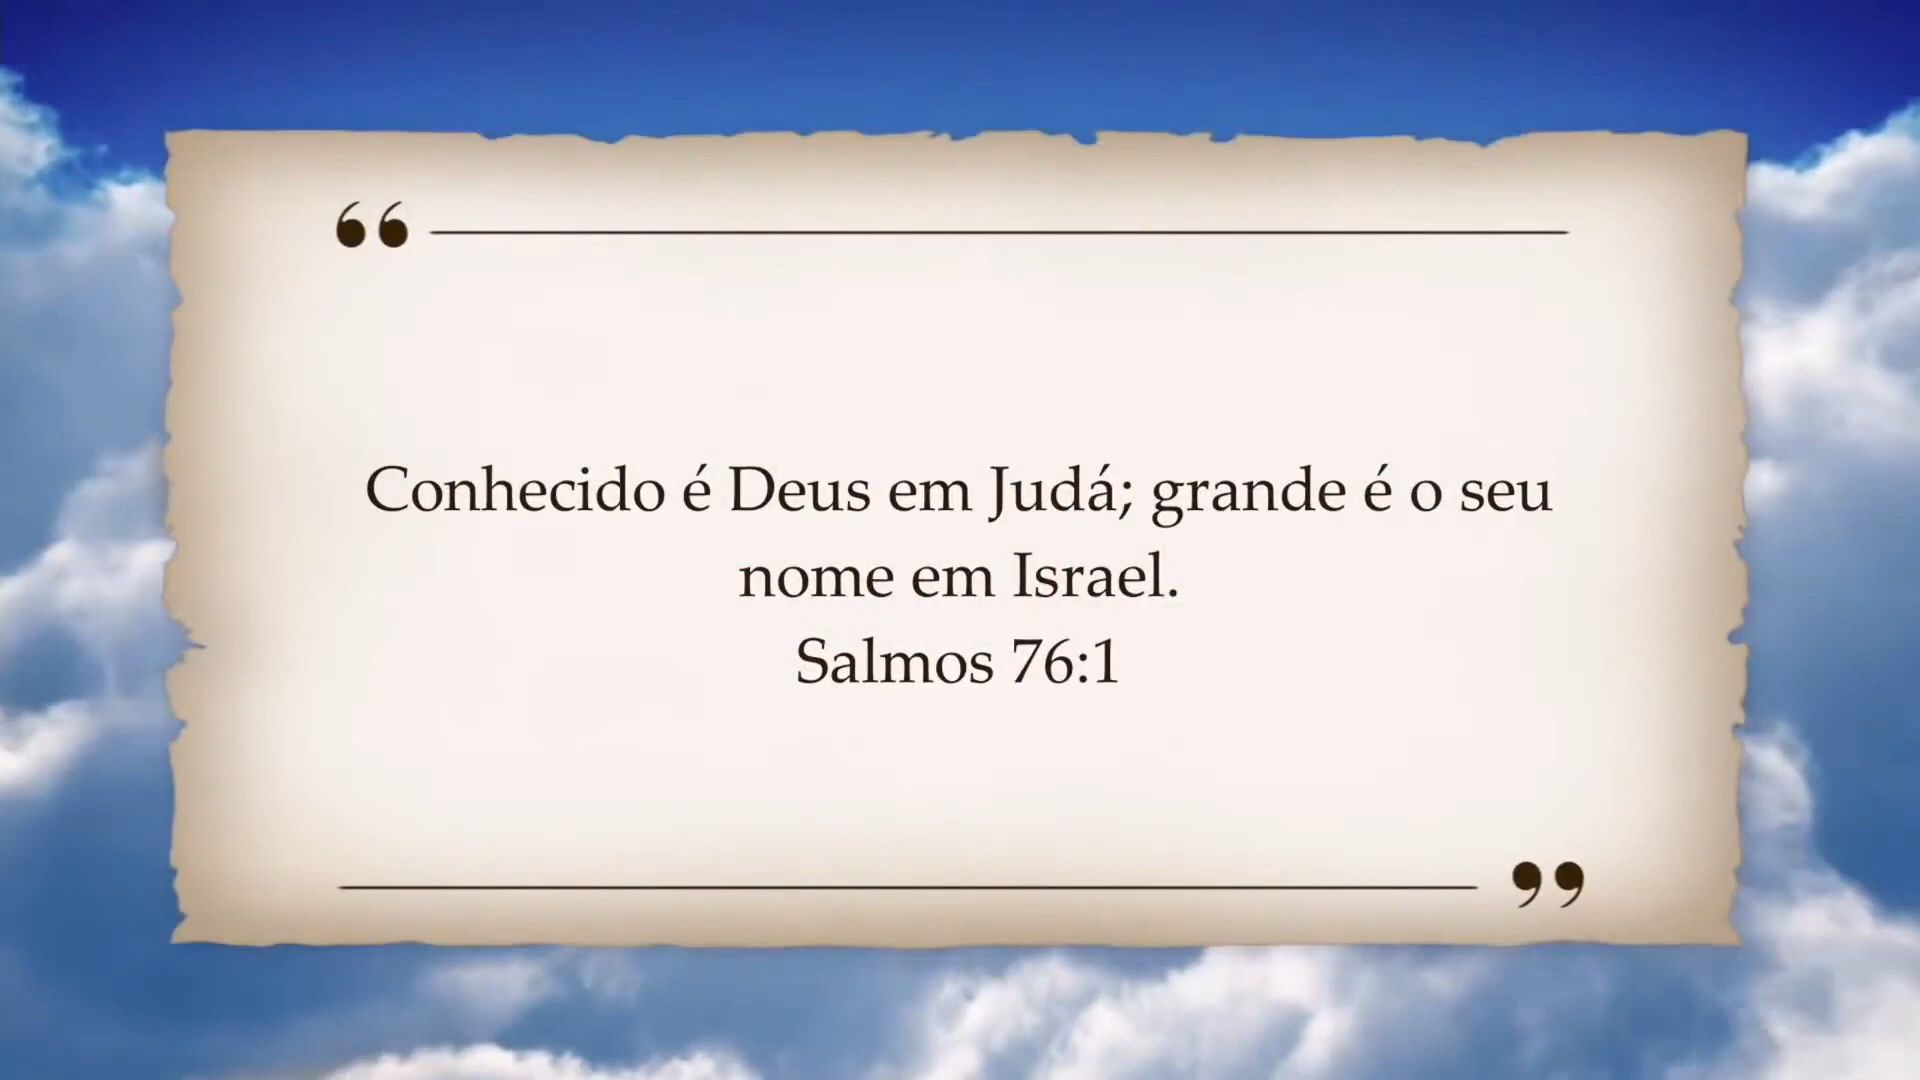 “
Conhecido é Deus em Judá; grande é o seu
nome em Israel.
Salmos 76:1
”